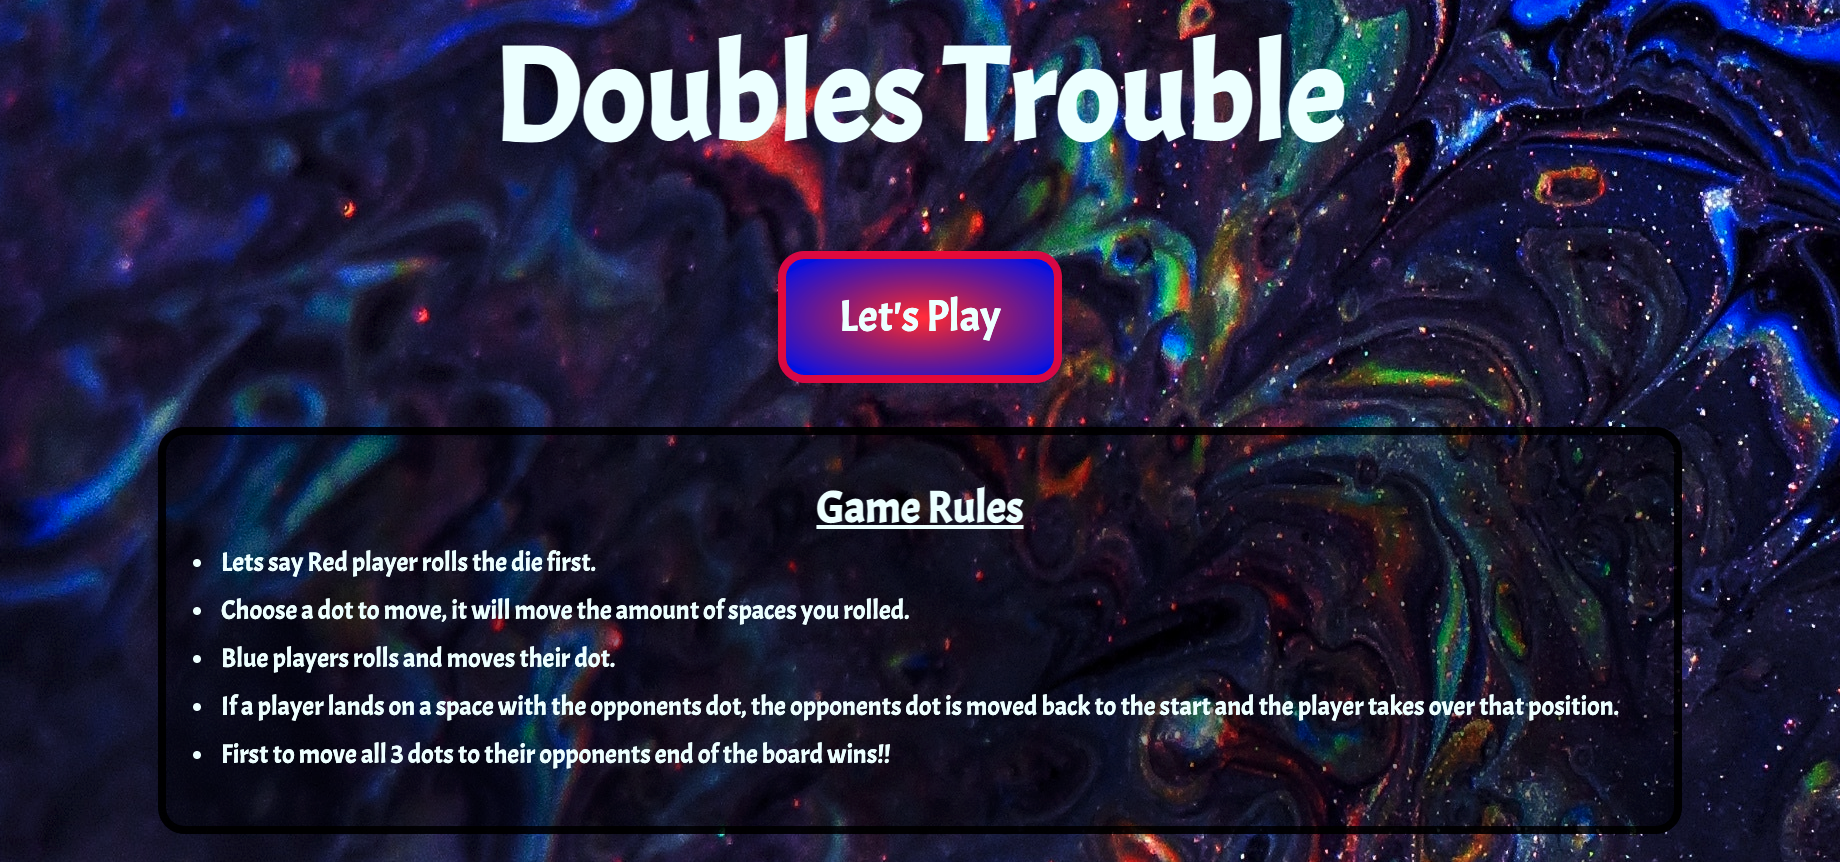 Doubles Trouble
Let's Play
Game Rules
Lets say Red player rolls the die first.
Choose a dot to move, it will move the amount of spaces you rolled.
Blue players rolls and moves their dot.
If a player lands on a space with the opponents dot, the opponents dot is moved back to the start and the player takes over that position.
First to move all 3 dots to their opponents end of the board wins!!